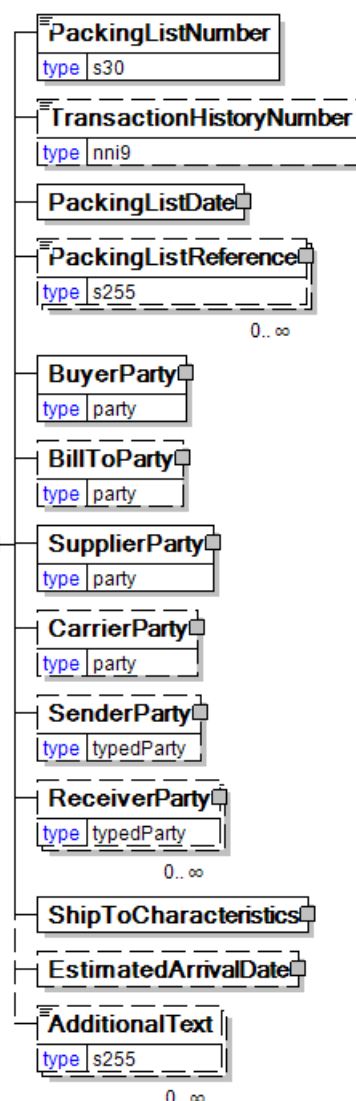 PackingListNumber
type s30
TransactionHistoryNumber
type nni9
PackingListDate
PackingListReference
type s255
0.. ∞
BuyerParty
type party
BillToParty
type party
SupplierParty
type party
CarrierParty
type party
SenderParty
type typedParty
ReceiverParty
type typedParty
0.. ∞
ShipToCharacteristics
EstimatedArrivalDate
AdditionalText
type s255
0.. ∞